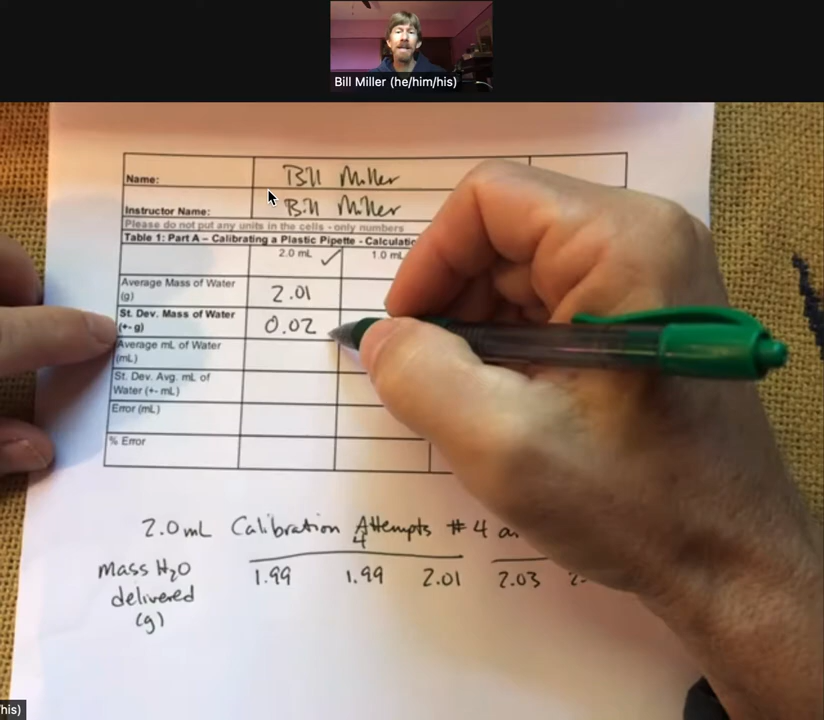 Bill Miller (he/him/his)
Name: Bill Miller
Instructor Name: Bill Miller
Please do not put any units in the cells - only numbers
Table 1: Part A – Calibrating a Plastic Pipette - Calculatio
2.0 mL ✓ 1.0 mL
Average Mass of Water (g) 2.01
St. Dev. Mass of Water (+- g) 0.02
Average mL of Water (mL)
St. Dev. Avg. mL of Water (+- mL)
Error (mL)
% Error
2.0 mL Calibration Attempts #4
4
Mass H₂O 1.99 1.99 2.01 2.03
delivered
(g)
his)